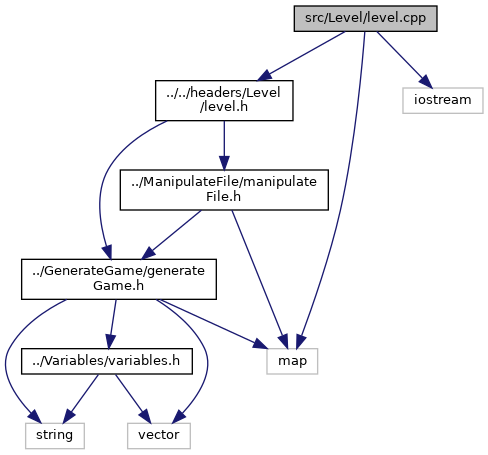 src/Level/level.cpp
../../headers/Level
/level.h
iostream
../ManipulateFile/manipulate
File.h
../GenerateGame/generate
Game.h
../Variables/variables.h
map
string
vector